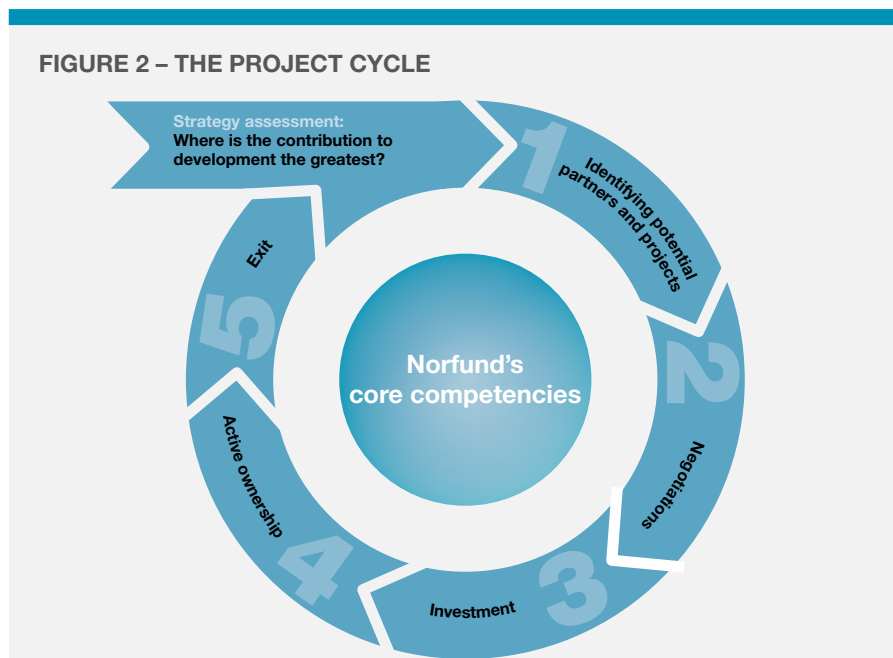 FIGURE 2 – THE PROJECT CYCLE
Strategy assessment:
Where is the contribution to
development the greatest?
1
Identifying potential
partners and projects
2
Negotiations
3
Investment
4
Active ownership
5
Exit
Norfund's
core competencies